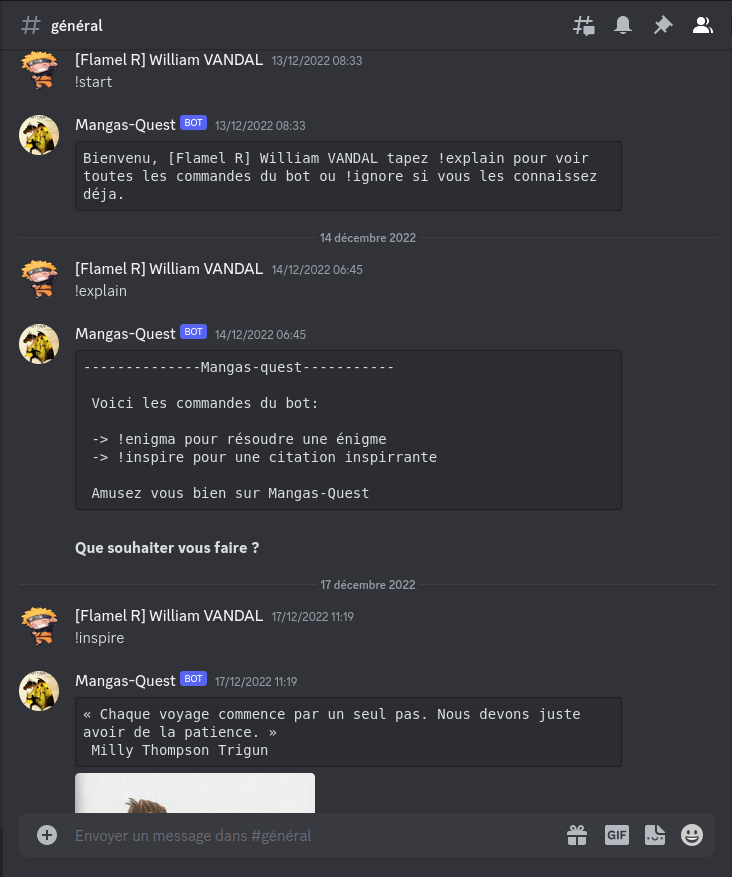 général
[Flamel R] William VANDAL 13/12/2022 08:33
!start
Mangas-Quest BOT 13/12/2022 08:33
Bienvenu, [Flamel R] William VANDAL tapez !explain pour voir
toutes les commandes du bot ou !ignore si vous les connaissez
déja.
14 décembre 2022
[Flamel R] William VANDAL 14/12/2022 06:45
!explain
Mangas-Quest BOT 14/12/2022 06:45
--------------Mangas-quest-----------
Voici les commandes du bot:
-> !enigma pour résoudre une énigme
-> !inspire pour une citation inspirrante
Amusez vous bien sur Mangas-Quest
Que souhaiter vous faire ?
17 décembre 2022
[Flamel R] William VANDAL 17/12/2022 11:19
!inspire
Mangas-Quest BOT 17/12/2022 11:19
« Chaque voyage commence par un seul pas. Nous devons juste
avoir de la patience. »
Milly Thompson Trigun
Envoyer un message dans #général GIF